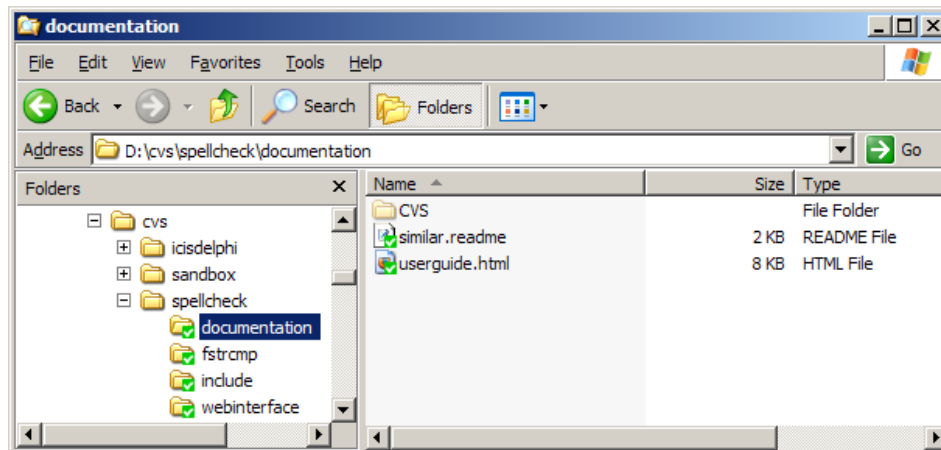 documentation
File Edit View Favorites Tools Help
Back Search Folders
Address D:\cvs\spellcheck\documentation Go
Folders x Name Size Type
cvs CVS File Folder
icisdelphi similar.readme 2 KB README File
sandbox userguide.html 8 KB HTML File
spellcheck
documentation
fstrcmp
include
webinterface